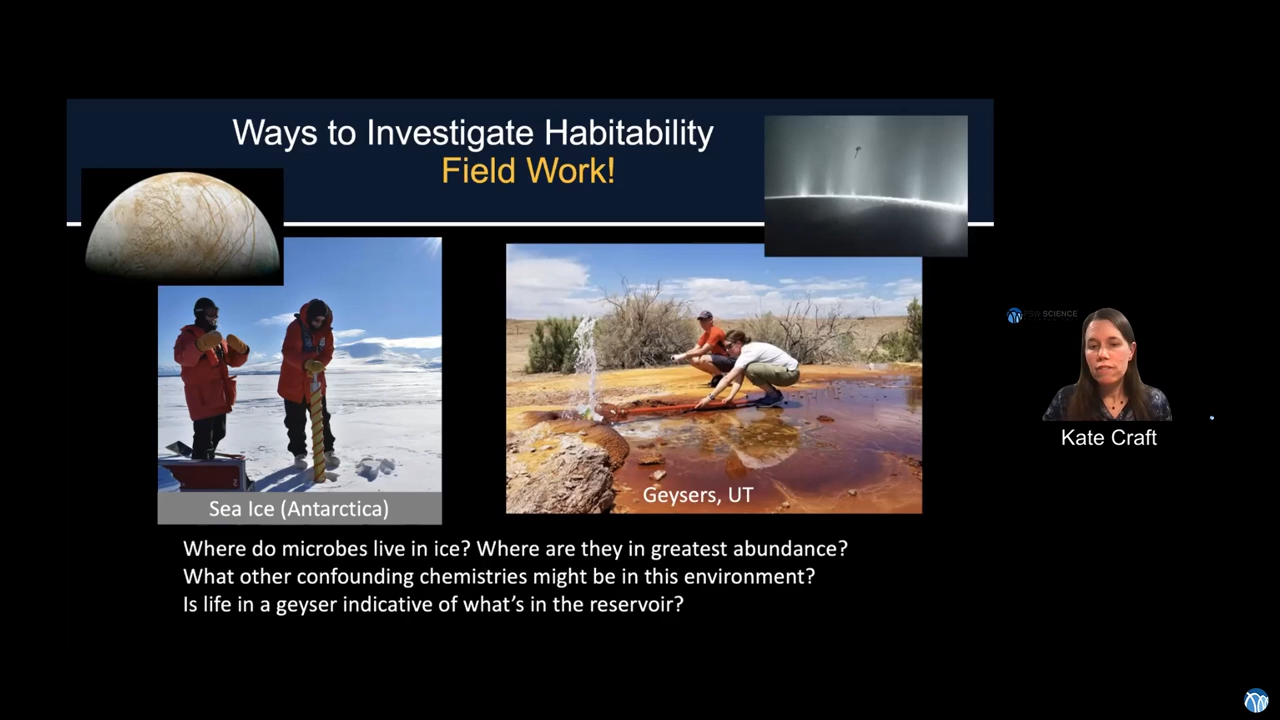 Ways to Investigate Habitability
Field Work!
PSW SCIENCE
Kate Craft
Sea Ice (Antarctica)
Geysers, UT
Where do microbes live in ice? Where are they in greatest abundance?
What other confounding chemistries might be in this environment?
Is life in a geyser indicative of what's in the reservoir?